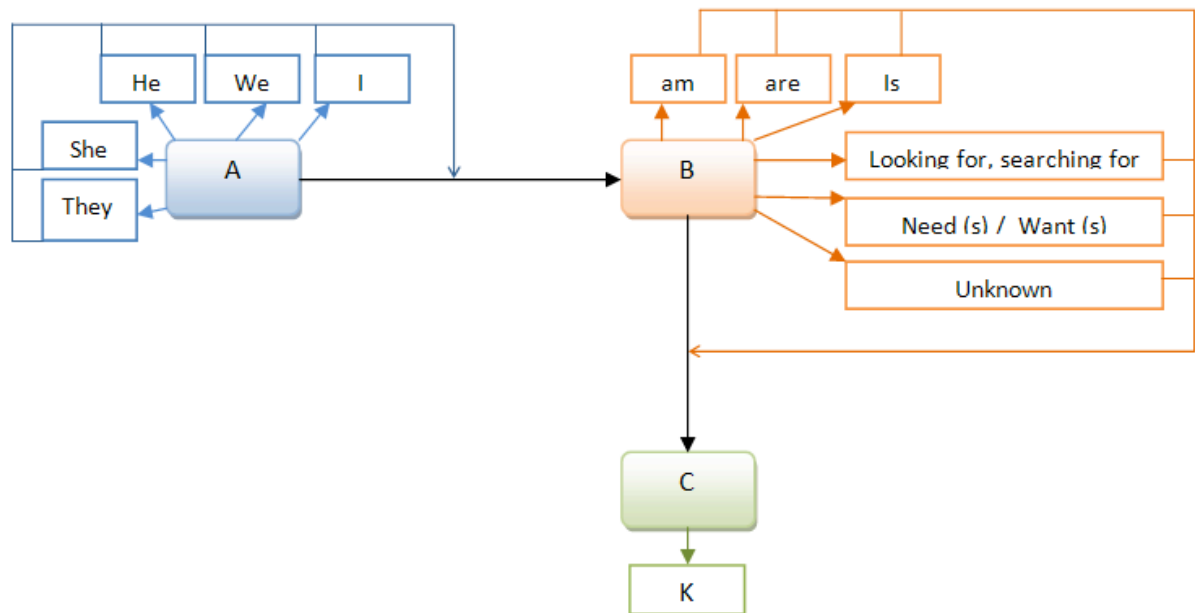 He
We
I
am
are
Is
She
A
B
Looking for, searching for
They
Need (s) / Want (s)
Unknown
C
K